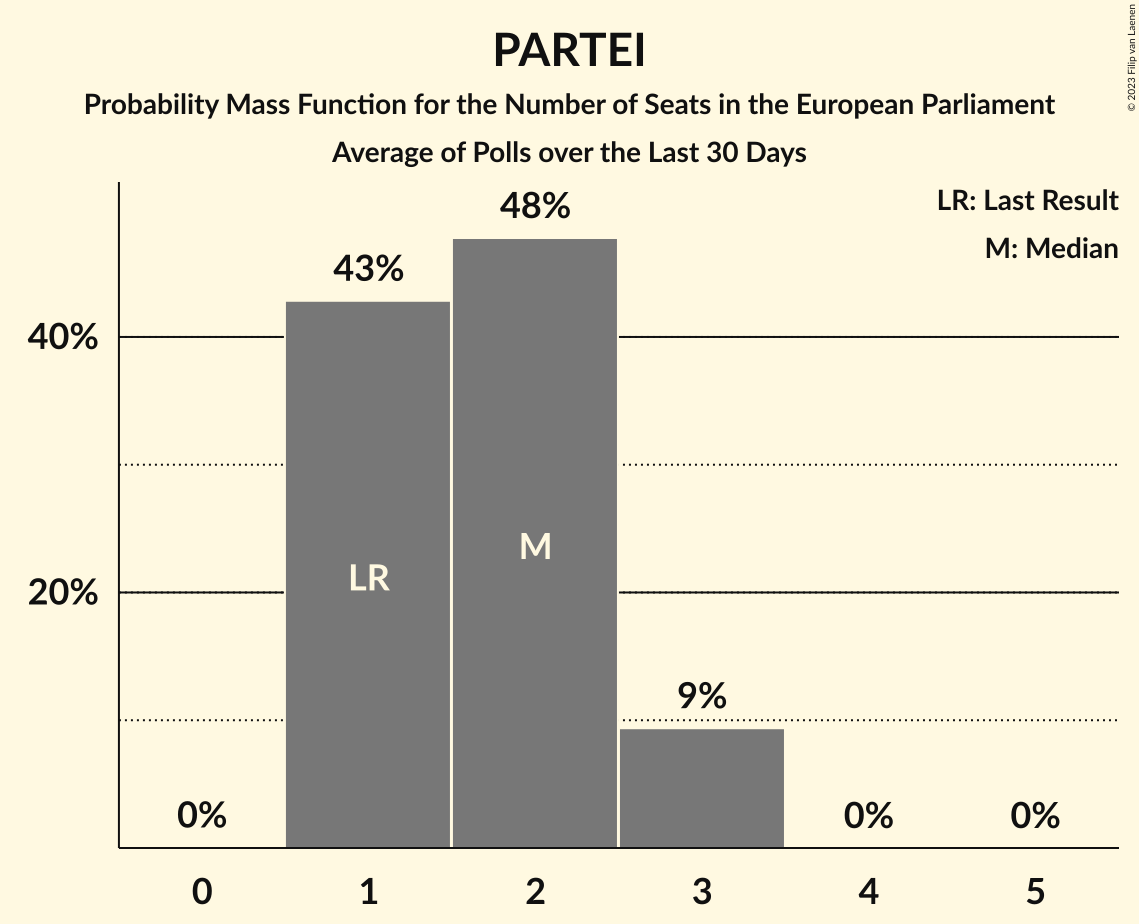 PARTEI
Probability Mass Function for the Number of Seats in the European Parliament
Average of Polls over the Last 30 Days
© 2023 Filip van Laenen
LR: Last Result
M: Median
48%
43%
40%
M
LR
20%
9%
0%
0%
0%
0 1 2 3 4 5